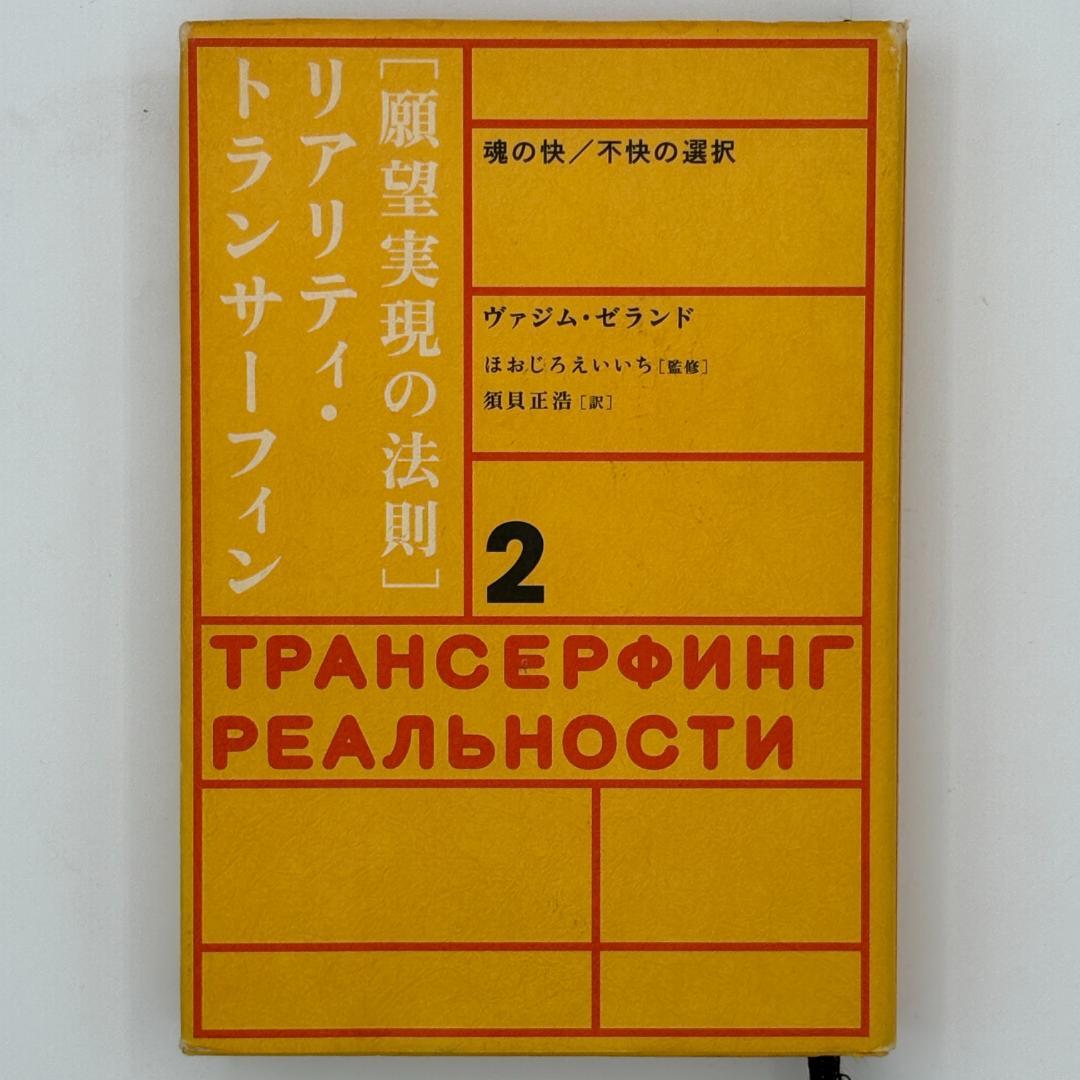 [願望実現の法則]
リアリティ・
トランサーフィン
魂の快／不快の選択
ヴァジム・ゼランド
ほおじろえいいち[監修]
須貝正浩[訳]
2
ТРАНСЕРФИНГ
РЕАЛЬНОСТИ